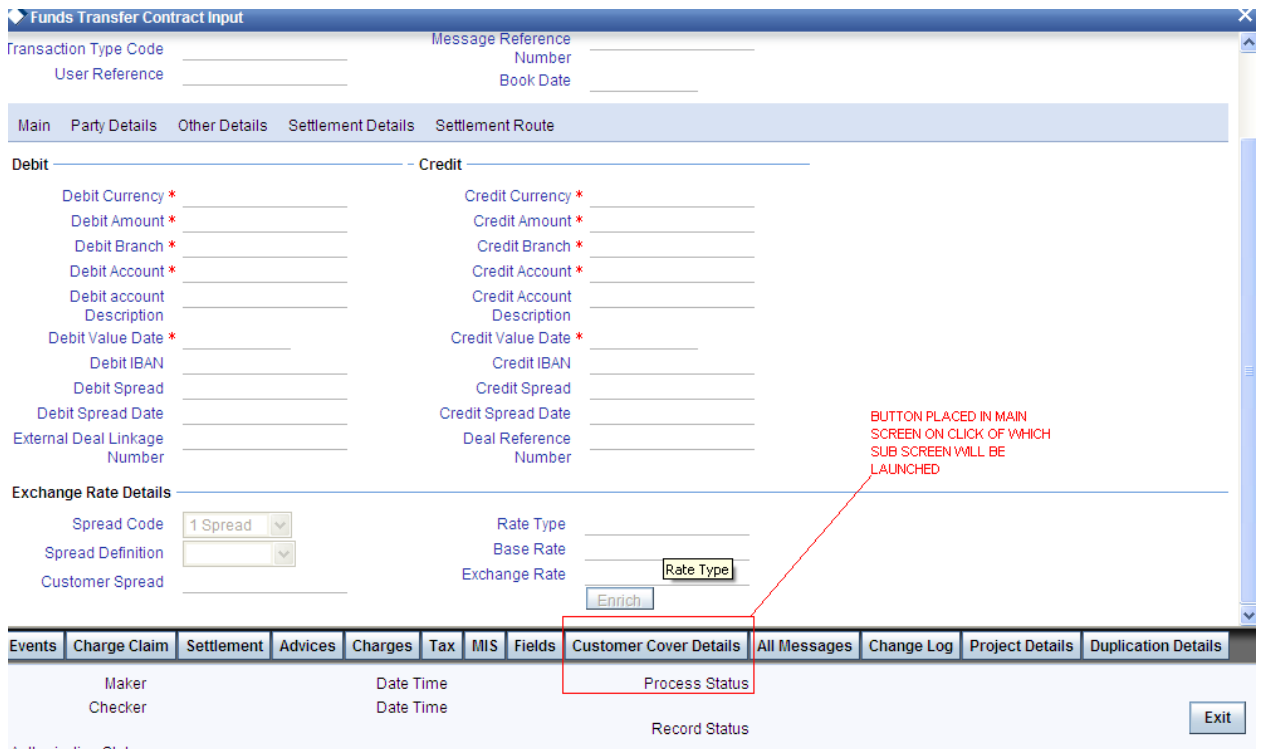 Funds Transfer Contract Input
Transaction Type Code
User Reference
Message Reference
Number
Book Date
Main Party Details Other Details Settlement Details Settlement Route
Debit
Debit Currency *
Debit Amount *
Debit Branch *
Debit Account *
Debit account
Description
Debit Value Date *
Debit IBAN
Debit Spread
Debit Spread Date
External Deal Linkage
Number
Credit
Credit Currency *
Credit Amount *
Credit Branch *
Credit Account *
Credit Account
Description
Credit Value Date *
Credit IBAN
Credit Spread
Credit Spread Date
Deal Reference
Number
BUTTON PLACED IN MAIN
SCREEN ON CLICK OF WHICH
SUB SCREEN WILL BE
LAUNCHED
Exchange Rate Details
Spread Code 1 Spread
Spread Definition
Customer Spread
Rate Type
Base Rate
Exchange Rate
Rate Type
Enrich
Events Charge Claim Settlement Advices Charges Tax MIS Fields Customer Cover Details All Messages Change Log Project Details Duplication Details
Maker Date Time Process Status
Checker Date Time
Record Status
Exit